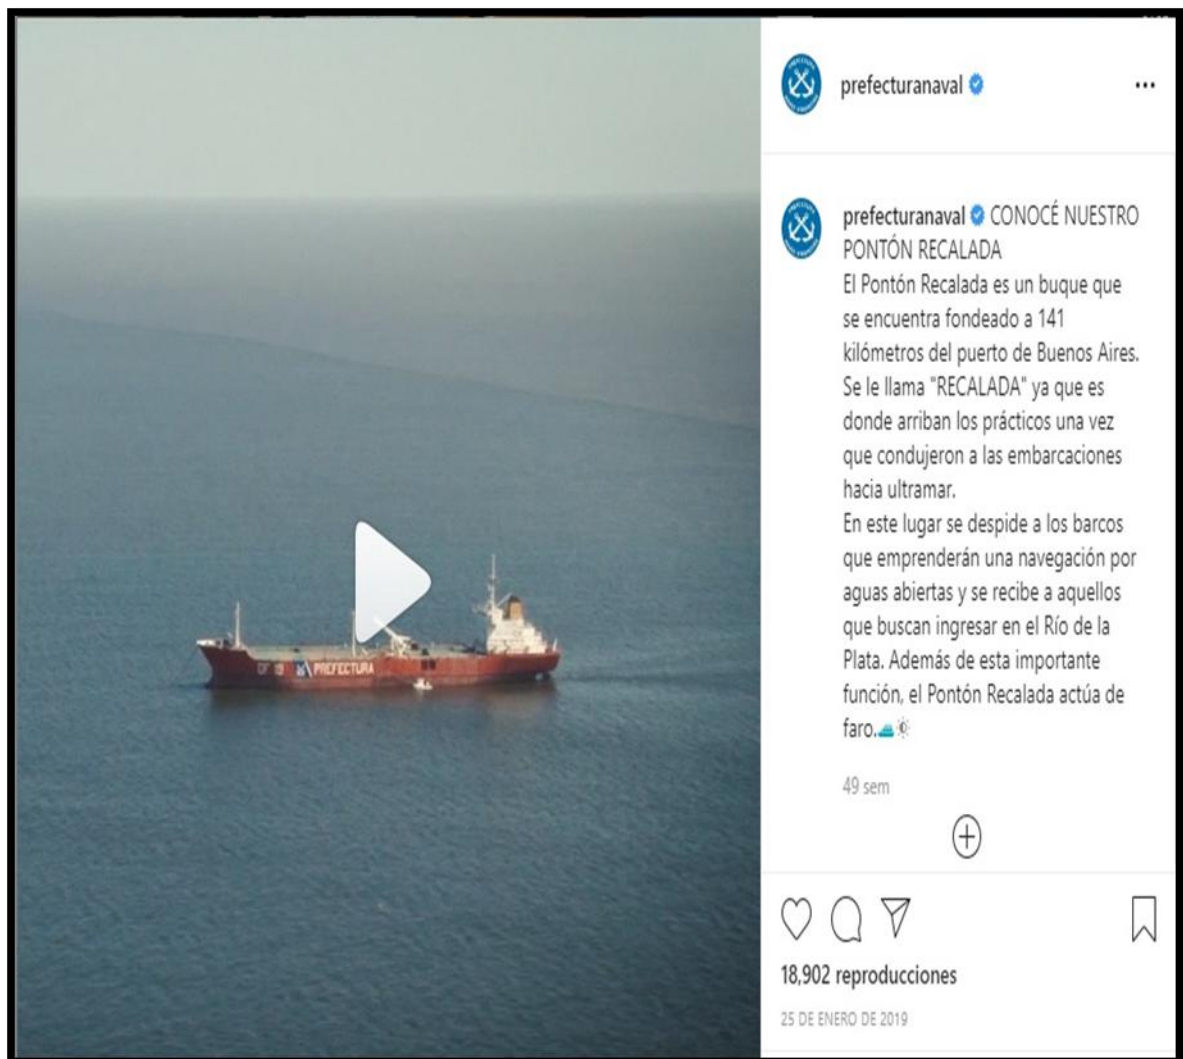 prefecturanaval
prefecturanaval CONOCÉ NUESTRO
PONTÓN RECALADA
El Pontón Recalada es un buque que
se encuentra fondeado a 141
kilómetros del puerto de Buenos Aires.
Se le llama "RECALADA" ya que es
donde arriban los prácticos una vez
que condujeron a las embarcaciones
hacia ultramar.
En este lugar se despide a los barcos
que emprenderán una navegación por
aguas abiertas y se recibe a aquellos
que buscan ingresar en el Río de la
Plata. Además de esta importante
función, el Pontón Recalada actúa de
faro.
49 sem
18,902 reproducciones
25 DE ENERO DE 2019
PREFECTURA